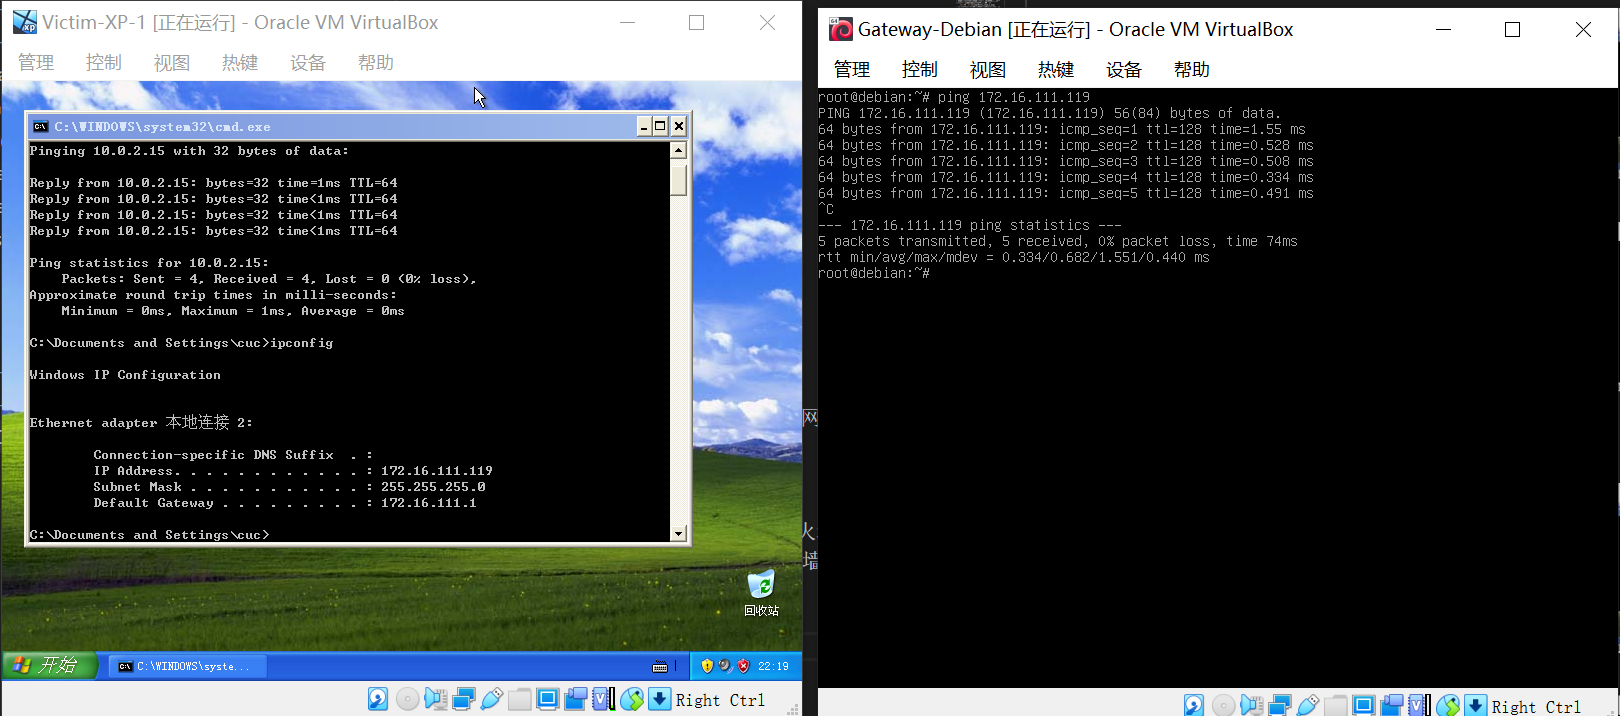 Victim-XP-1 [正在运行] - Oracle VM VirtualBox
管理 控制 视图 热键 设备 帮助
C:\WINDOWS\system32\cmd.exe
Pinging 10.0.2.15 with 32 bytes of data:
Reply from 10.0.2.15: bytes=32 time=1ms TTL=64
Reply from 10.0.2.15: bytes=32 time<1ms TTL=64
Reply from 10.0.2.15: bytes=32 time<1ms TTL=64
Reply from 10.0.2.15: bytes=32 time<1ms TTL=64
Ping statistics for 10.0.2.15:
    Packets: Sent = 4, Received = 4, Lost = 0 (0% loss),
Approximate round trip times in milli-seconds:
    Minimum = 0ms, Maximum = 1ms, Average = 0ms
C:\Documents and Settings\cuc>ipconfig
Windows IP Configuration
Ethernet adapter 本地连接 2:
        Connection-specific DNS Suffix  . :
        IP Address. . . . . . . . . . . . : 172.16.111.119
        Subnet Mask . . . . . . . . . . . : 255.255.255.0
        Default Gateway . . . . . . . . . : 172.16.111.1
C:\Documents and Settings\cuc>
回收站
开始
C:\WINDOWS\syste...
22:19
Right Ctrl
网
火
墙
Gateway-Debian [正在运行] - Oracle VM VirtualBox
管理 控制 视图 热键 设备 帮助
root@debian:~# ping 172.16.111.119
PING 172.16.111.119 (172.16.111.119) 56(84) bytes of data.
64 bytes from 172.16.111.119: icmp_seq=1 ttl=128 time=1.55 ms
64 bytes from 172.16.111.119: icmp_seq=2 ttl=128 time=0.528 ms
64 bytes from 172.16.111.119: icmp_seq=3 ttl=128 time=0.508 ms
64 bytes from 172.16.111.119: icmp_seq=4 ttl=128 time=0.334 ms
64 bytes from 172.16.111.119: icmp_seq=5 ttl=128 time=0.491 ms
^C
--- 172.16.111.119 ping statistics ---
5 packets transmitted, 5 received, 0% packet loss, time 74ms
rtt min/avg/max/mdev = 0.334/0.682/1.551/0.440 ms
root@debian:~#
Right Ctrl